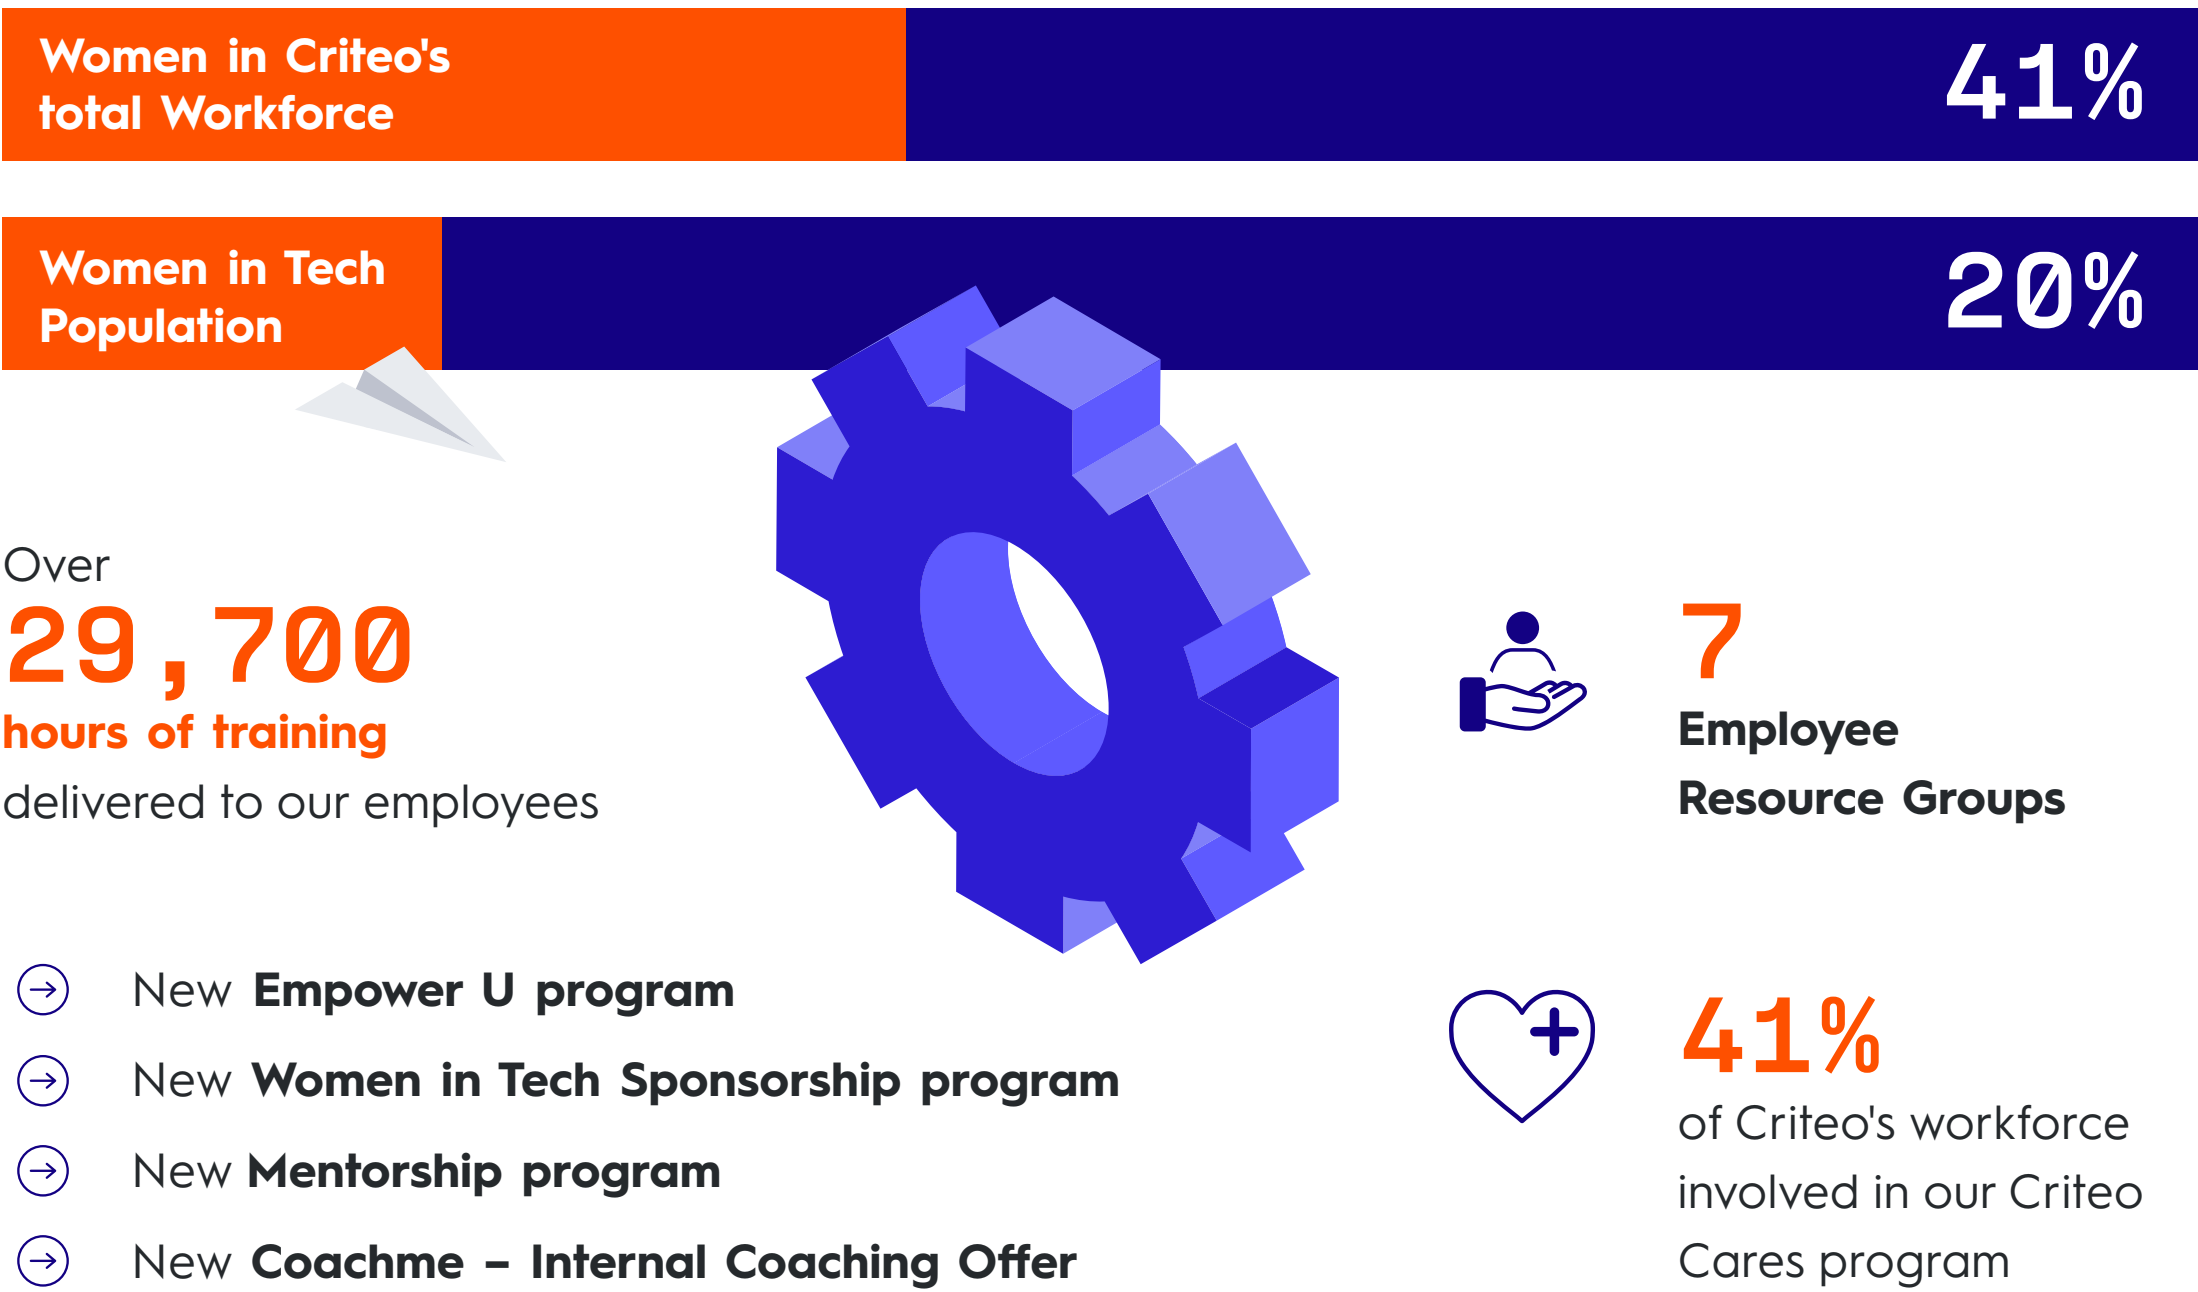 Women in Criteo's
total Workforce
41%
Women in Tech
Population
20%
Over
29,700
hours of training
delivered to our employees
7
Employee
Resource Groups
New Empower U program
New Women in Tech Sponsorship program
New Mentorship program
New Coachme – Internal Coaching Offer
41%
of Criteo's workforce
involved in our Criteo
Cares program